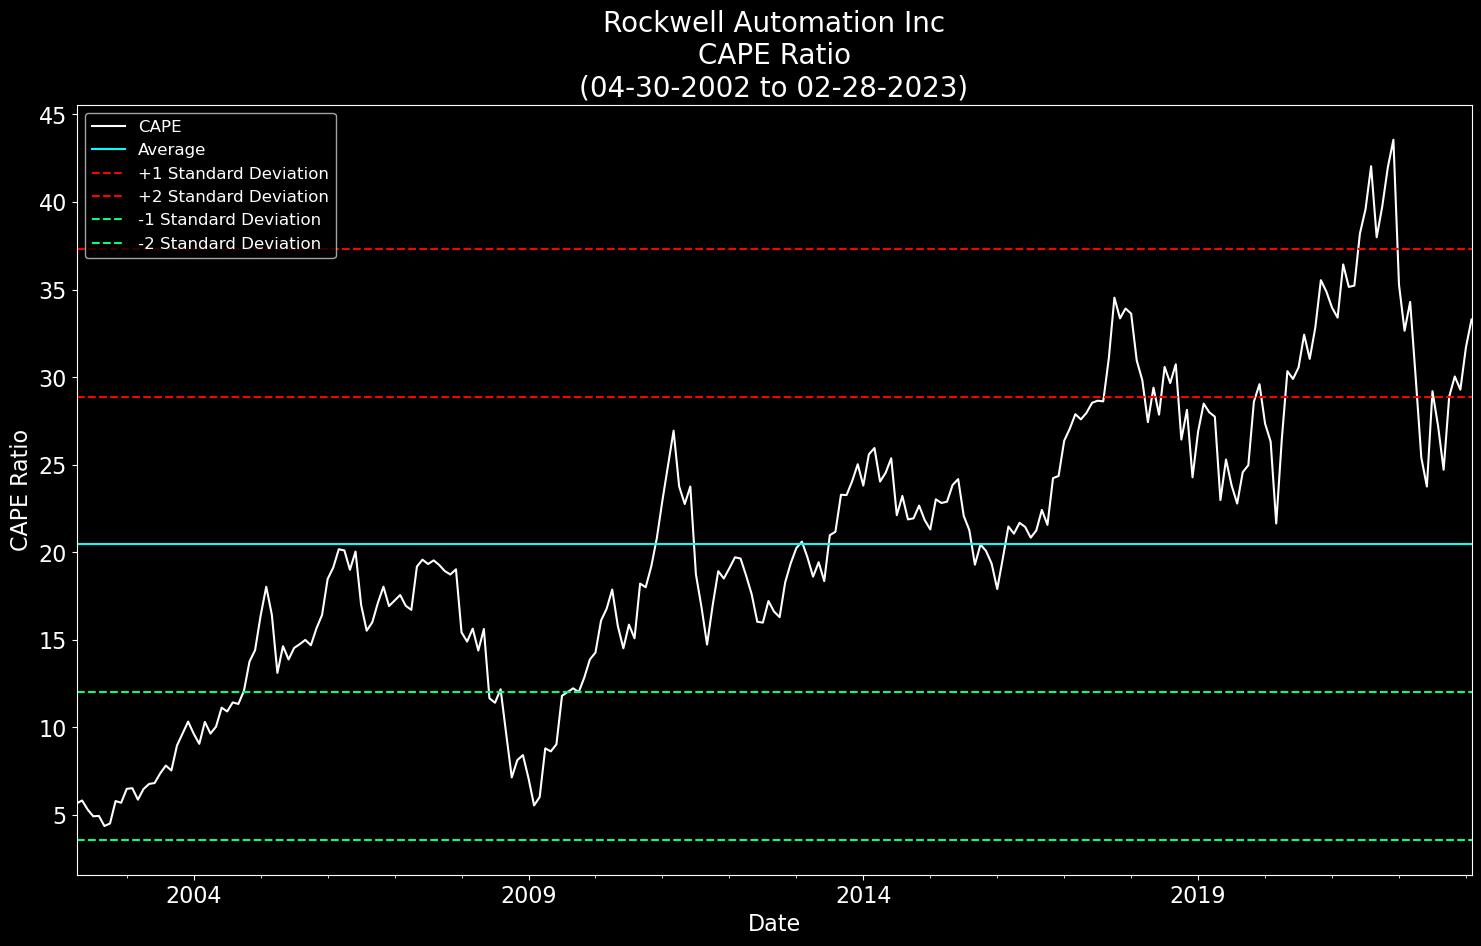 Rockwell Automation Inc
CAPE Ratio
(04-30-2002 to 02-28-2023)
CAPE
Average
+1 Standard Deviation
+2 Standard Deviation
-1 Standard Deviation
-2 Standard Deviation
CAPE Ratio
45
40
35
30
25
20
15
10
5
2004
2009
2014
2019
Date